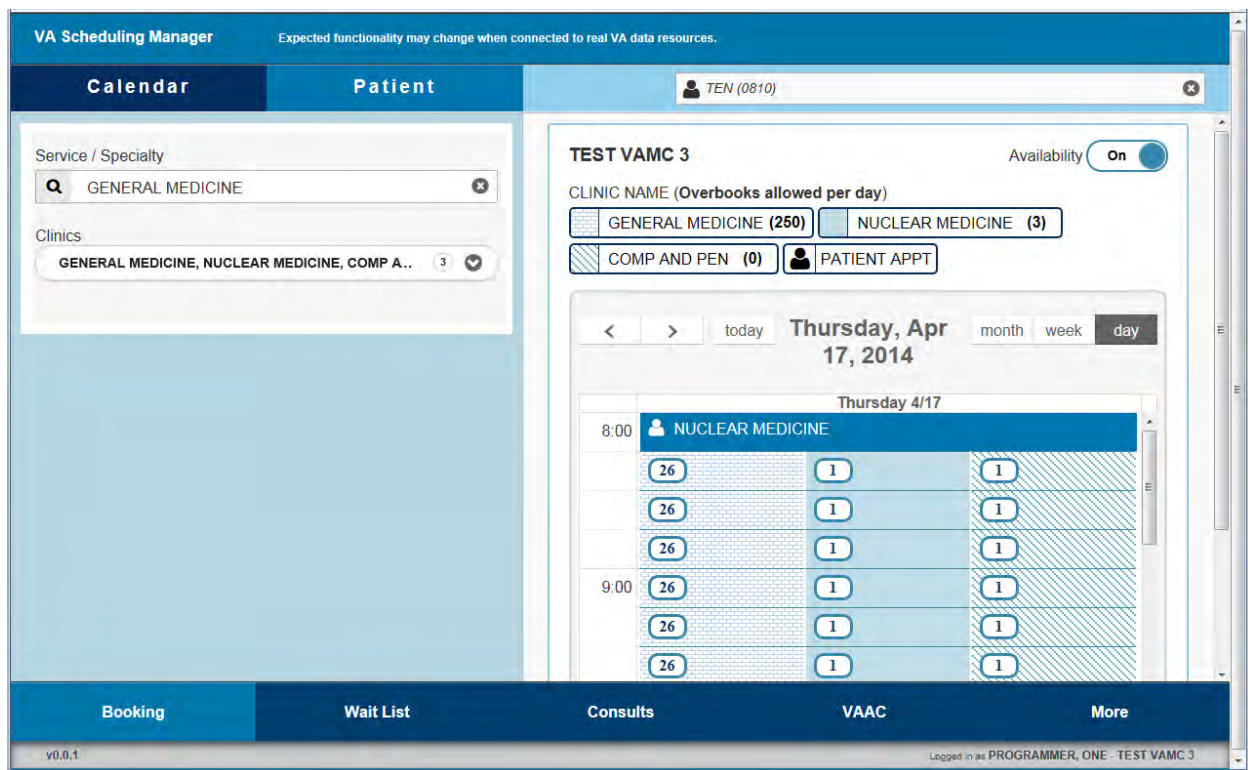 VA Scheduling Manager
Expected functionality may change when connected to real VA data resources.
Calendar
Patient
TEN (0810)
Service / Specialty
GENERAL MEDICINE
Clinics
GENERAL MEDICINE, NUCLEAR MEDICINE, COMP A.. 3
TEST VAMC 3
Availability On
CLINIC NAME (Overbooks allowed per day)
GENERAL MEDICINE (250) NUCLEAR MEDICINE (3)
COMP AND PEN (0) PATIENT APPT
< > today Thursday, Apr 17, 2014 month week day
Thursday 4/17
8:00 NUCLEAR MEDICINE
26 1 1
26 1 1
26 1 1
9:00 26 1 1
26 1 1
26 1 1
Booking Wait List Consults VAAC More
v0.0.1 Logged in as PROGRAMMER, ONE - TEST VAMC 3